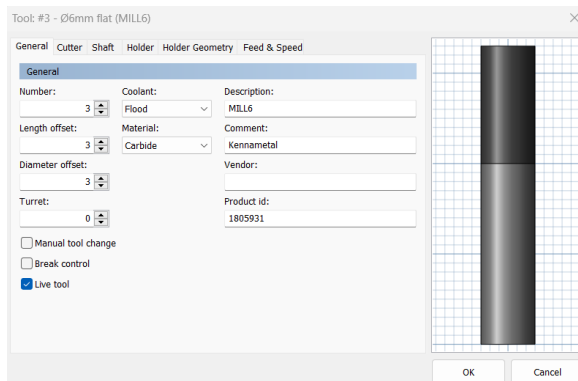 Tool: #3 - Ø6mm flat (MILL6)
General Cutter Shaft Holder Holder Geometry Feed & Speed
General
Number: Coolant: Description:
3 Flood MILL6
Length offset: Material: Comment:
3 Carbide Kennametal
Diameter offset: Vendor:
3
Turret: Product id:
0 1805931
Manual tool change
Break control
Live tool
OK Cancel